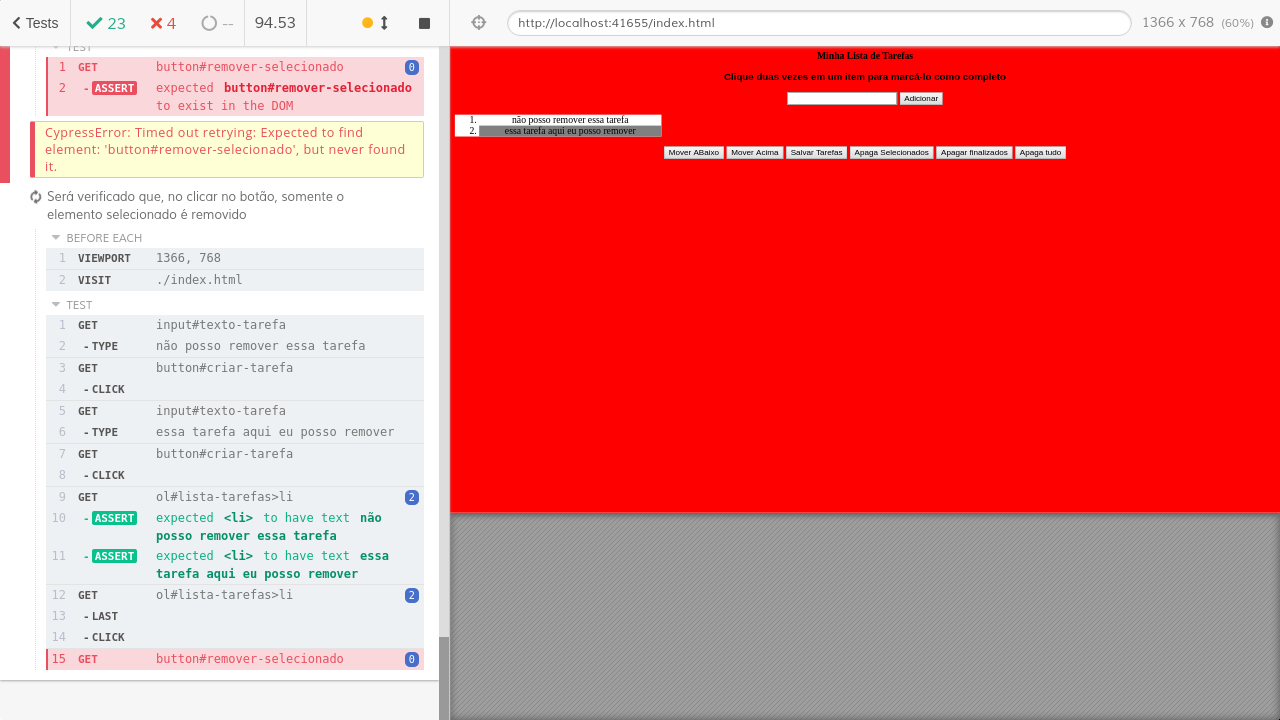 Tests 23 4 -- 94.53
TEST
1 GET button#remover-selecionado 0
2 -ASSERT expected button#remover-selecionado
to exist in the DOM
CypressError: Timed out retrying: Expected to find
element: 'button#remover-selecionado', but never found
it.
Será verificado que, no clicar no botão, somente o
elemento selecionado é removido
BEFORE EACH
1 VIEWPORT 1366, 768
2 VISIT ./index.html
TEST
1 GET input#texto-tarefa
2 -TYPE não posso remover essa tarefa
3 GET button#criar-tarefa
4 -CLICK
5 GET input#texto-tarefa
6 -TYPE essa tarefa aqui eu posso remover
7 GET button#criar-tarefa
8 -CLICK
9 GET ol#lista-tarefas>li 2
10 -ASSERT expected <li> to have text não
posso remover essa tarefa
11 -ASSERT expected <li> to have text essa
tarefa aqui eu posso remover
12 GET ol#lista-tarefas>li 2
13 -LAST
14 -CLICK
15 GET button#remover-selecionado 0
http://localhost:41655/index.html 1366 x 768 (60%)
Minha Lista de Tarefas
Clique duas vezes em um item para marcá-lo como completo
Adicionar
1. não posso remover essa tarefa
2. essa tarefa aqui eu posso remover
Mover ABaixo Mover Acima Salvar Tarefas Apaga Selecionados Apagar finalizados Apaga tudo